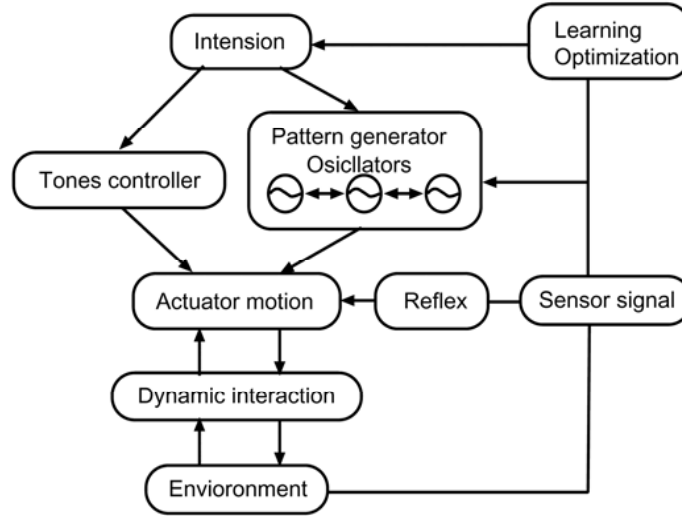 Intension
Learning
Optimization
Pattern generator
Osicllators
Tones controller
Actuator motion
Reflex
Sensor signal
Dynamic interaction
Envioronment